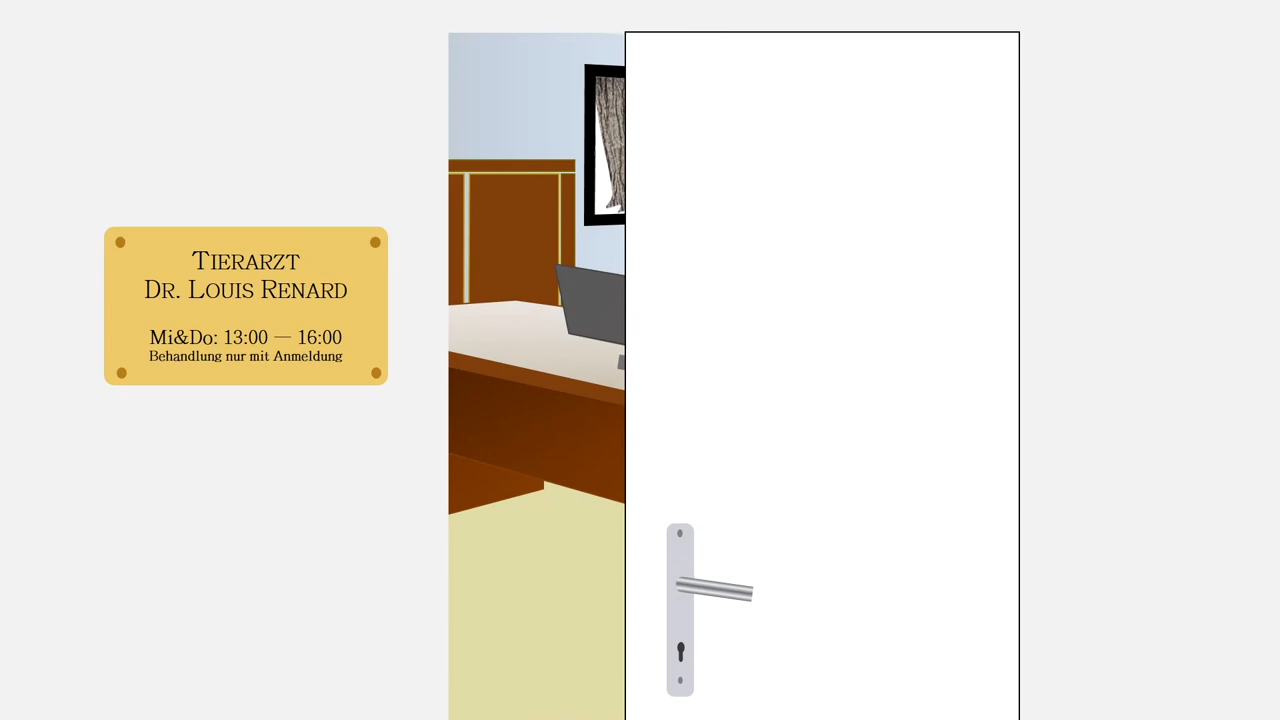 Tierarzt
Dr. Louis Renard
Mi&Do: 13:00 — 16:00
Behandlung nur mit Anmeldung